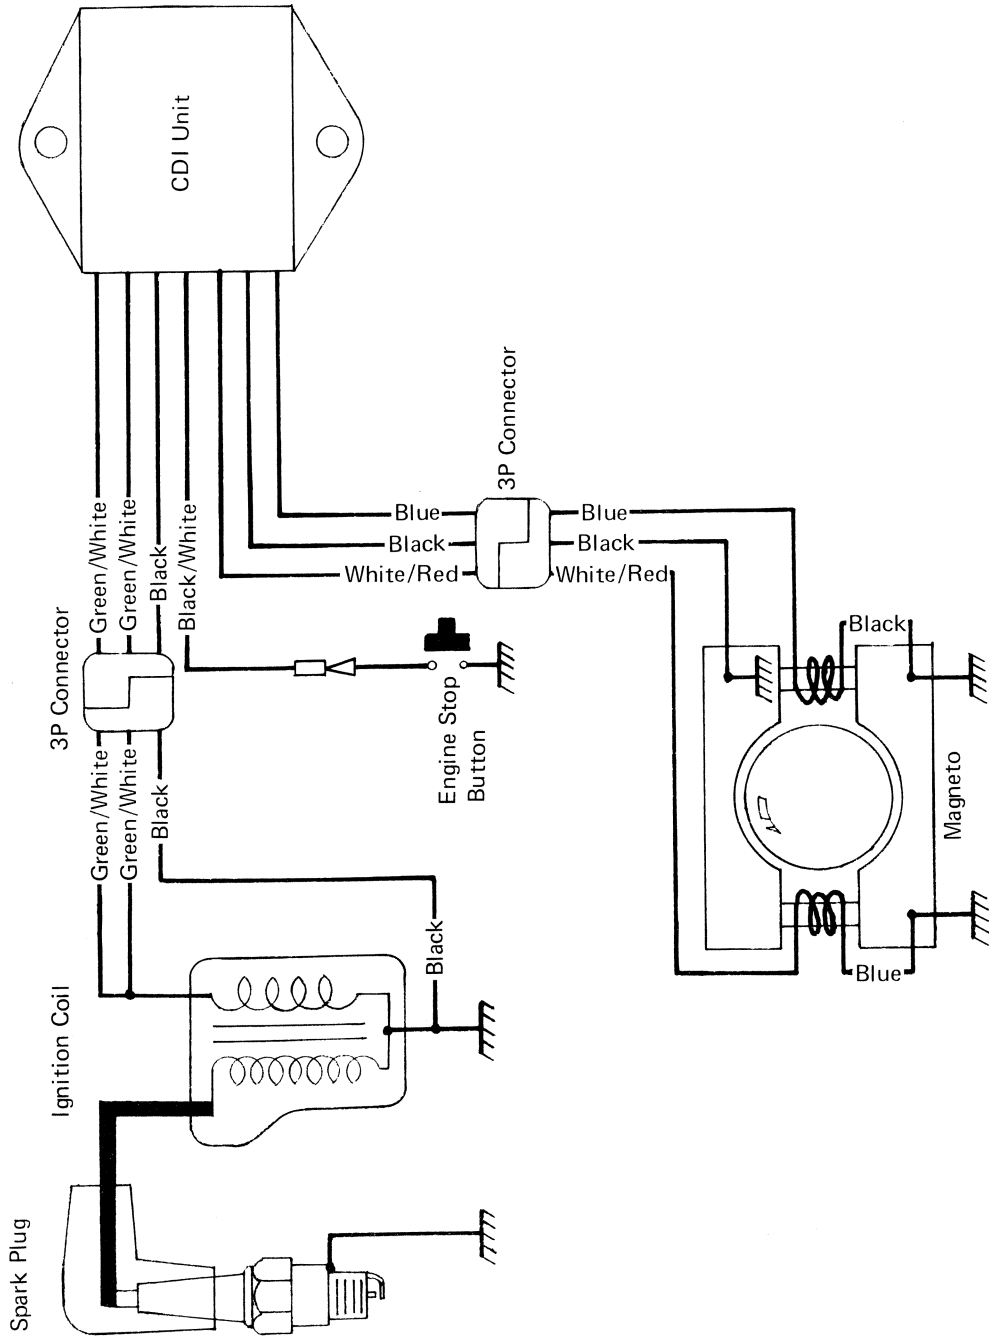 CDI Unit
3P Connector
Green/White
Green/White
Black
Black/White
Blue
Black
White/Red
Blue
Black
White/Red
3P Connector
Green/White
Green/White
Black
Engine Stop
Button
Black
Magneto
Blue
Black
Ignition Coil
Spark Plug